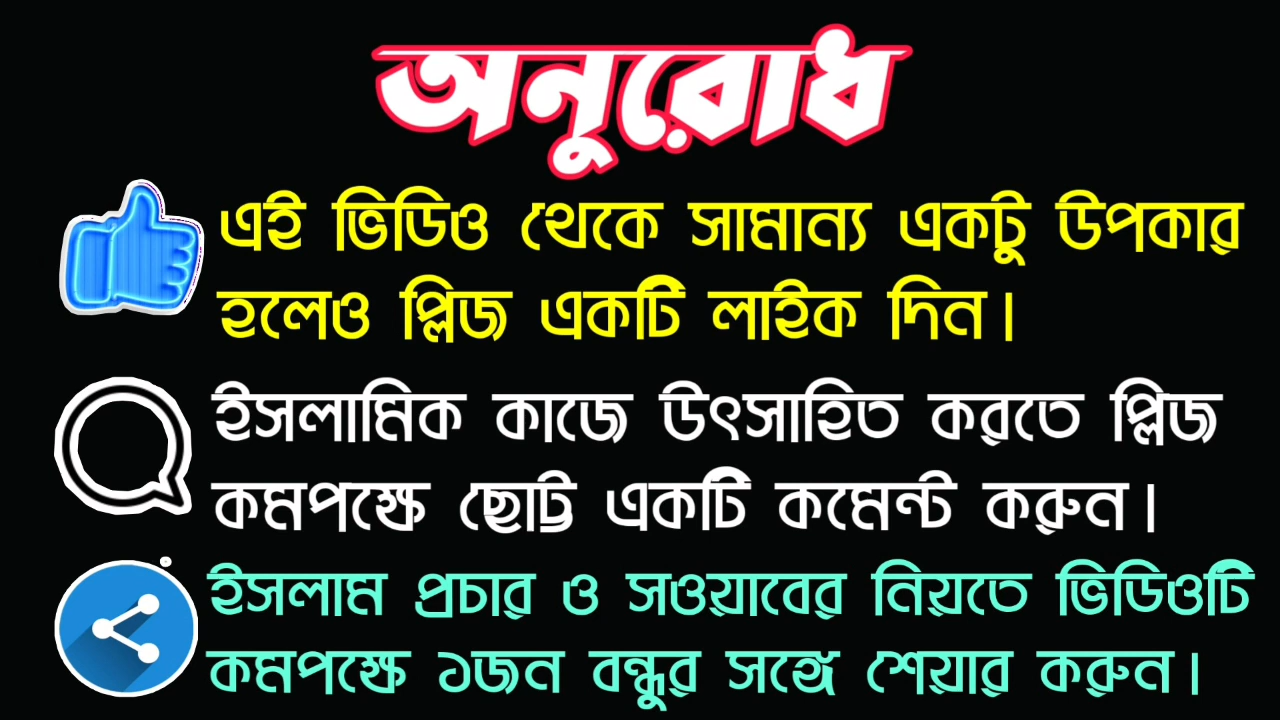 অনুরোধ
এই ভিডিও থেকে সামান্য একটু উপকার
হলেও প্লিজ একটি লাইক দিন।
ইসলামিক কাজে উৎসাহিত করতে প্লিজ
কমপক্ষে ছোট্ট একটি কমেন্ট করুন।
ইসলাম প্রচার ও সওয়াবের নিয়তে ভিডিওটি
কমপক্ষে ১জন বন্ধুর সঙ্গে শেয়ার করুন।